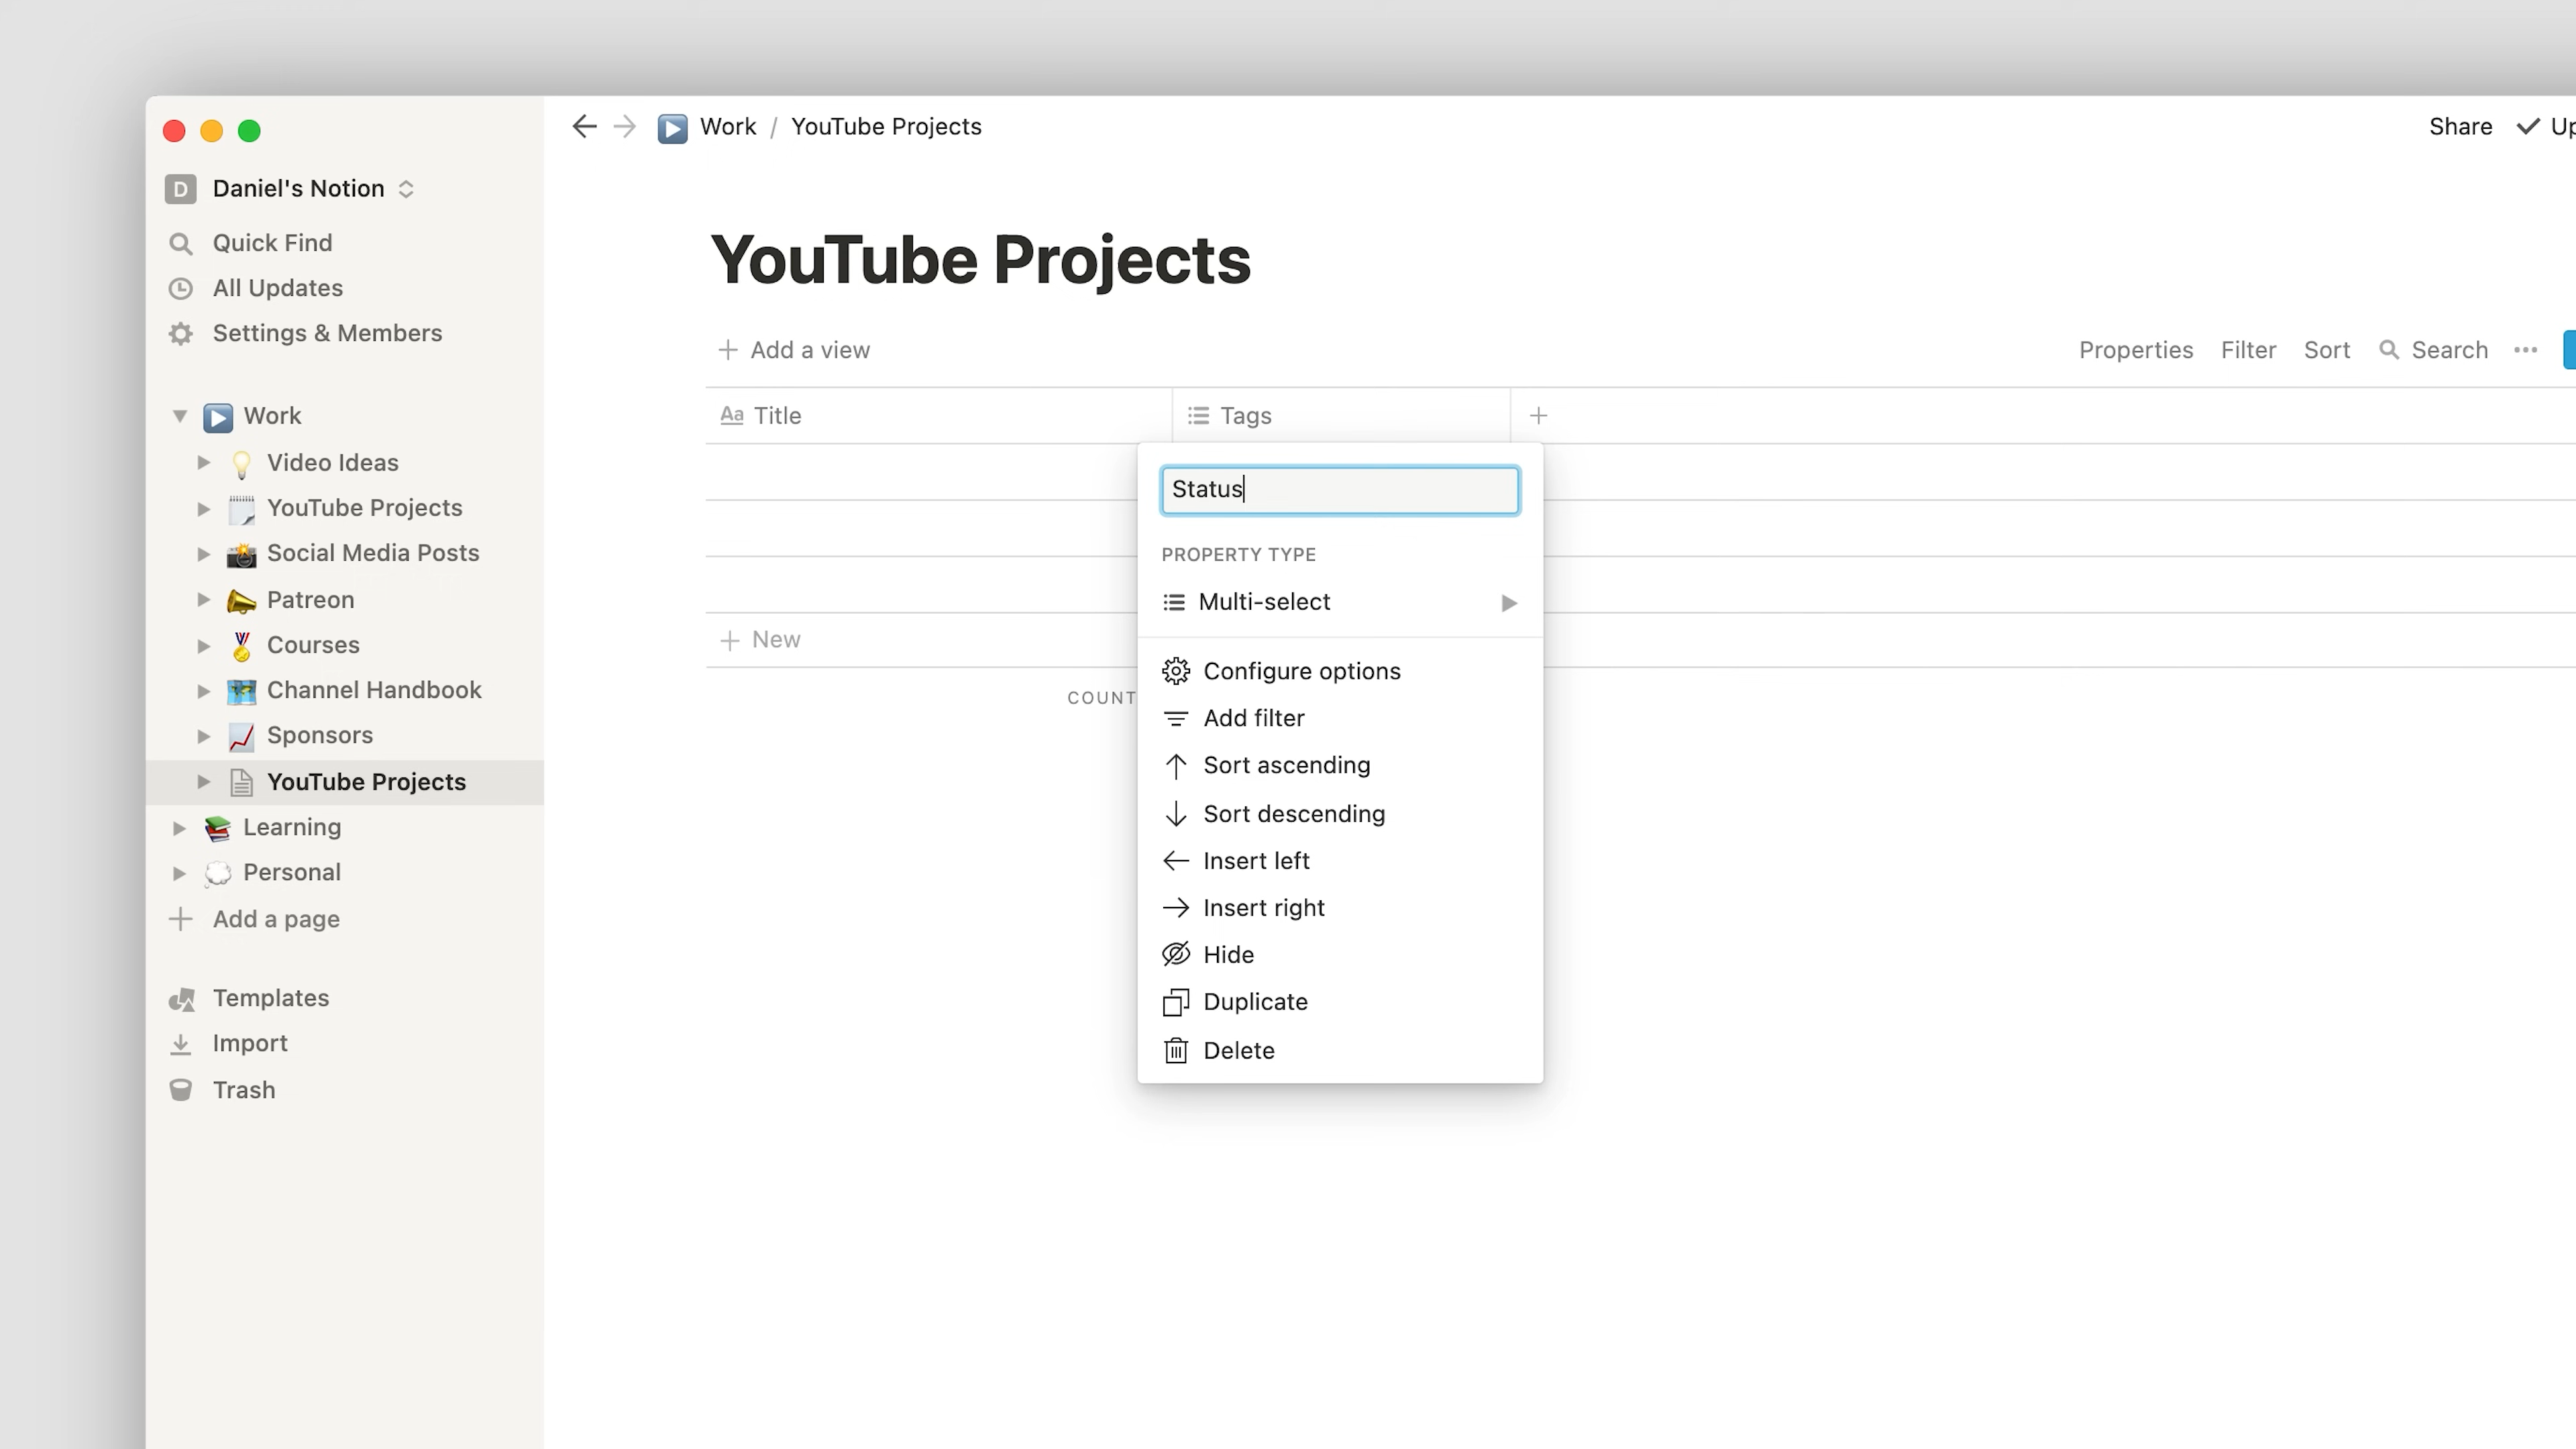 Work / YouTube Projects
Share
D Daniel's Notion
Quick Find
All Updates
Settings & Members
Work
Video Ideas
YouTube Projects
Social Media Posts
Patreon
Courses
Channel Handbook
Sponsors
YouTube Projects
Learning
Personal
Add a page
Templates
Import
Trash
YouTube Projects
Add a view
Properties Filter Sort Search
Aa Title Tags
New
COUNT
Status
PROPERTY TYPE
Multi-select
Configure options
Add filter
Sort ascending
Sort descending
Insert left
Insert right
Hide
Duplicate
Delete